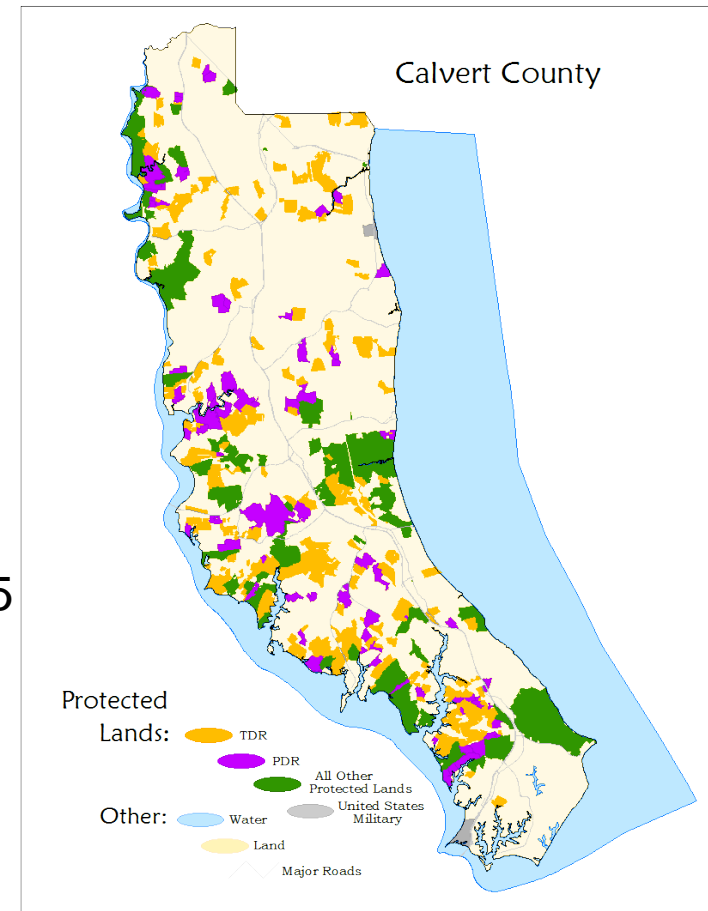 Calvert County
5
Protected
Lands:
TDR
PDR
All Other
Protected Lands
Other:
Water
United States
Military
Land
Major Roads